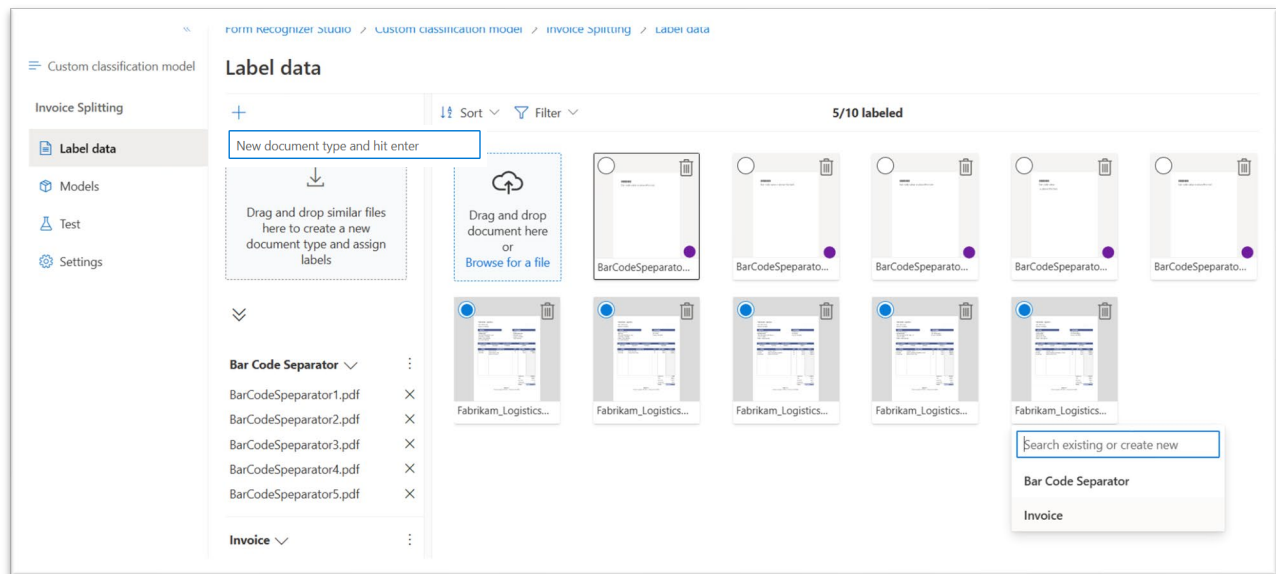 Form Recognizer Studio > Custom classification model > Invoice Splitting > Label data
Custom classification model
Label data
Invoice Splitting
Label data
Models
Test
Settings
New document type and hit enter
Drag and drop similar files
here to create a new
document type and assign
labels
Bar Code Separator
BarCodeSpeparator1.pdf
BarCodeSpeparator2.pdf
BarCodeSpeparator3.pdf
BarCodeSpeparator4.pdf
BarCodeSpeparator5.pdf
Invoice
Sort
Filter
5/10 labeled
Drag and drop
document here
or
Browse for a file
BarCodeSpeparato...
BarCodeSpeparato...
BarCodeSpeparato...
BarCodeSpeparato...
BarCodeSpeparato...
Fabrikam_Logistics...
Fabrikam_Logistics...
Fabrikam_Logistics...
Fabrikam_Logistics...
Fabrikam_Logistics...
Search existing or create new
Bar Code Separator
Invoice